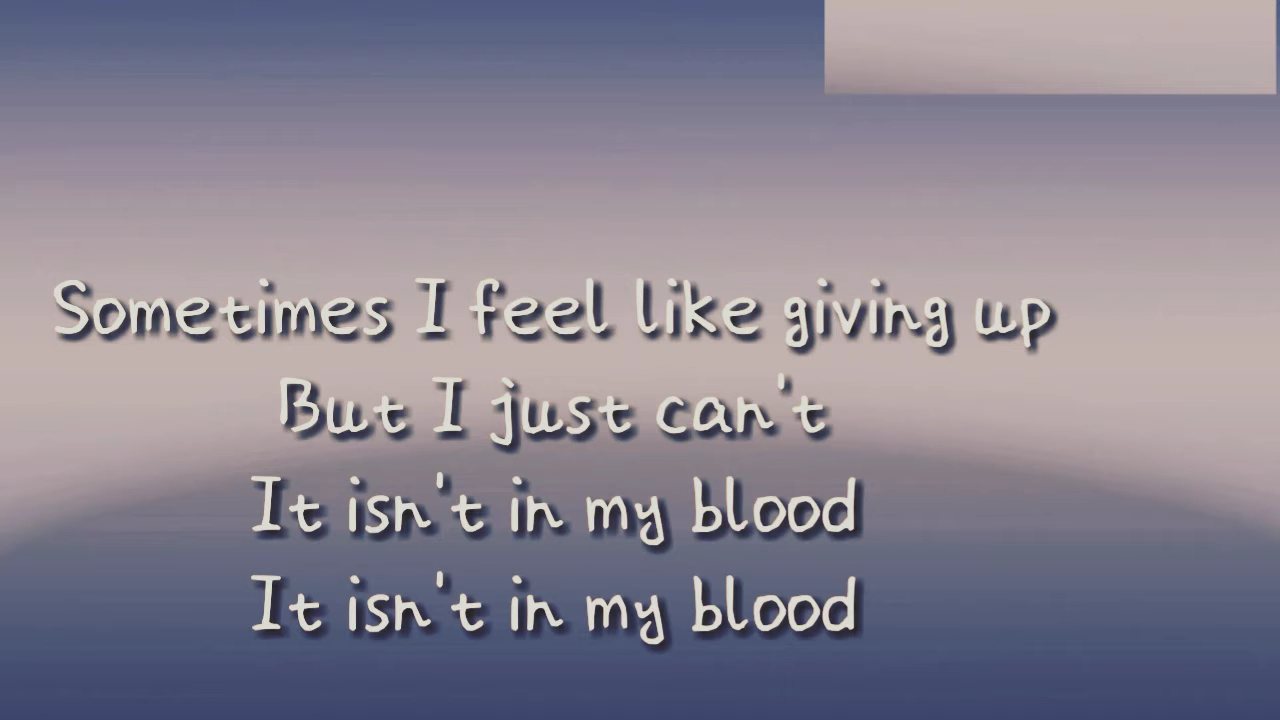 Sometimes I feel like giving up
But I just can't
It isn't in my blood
It isn't in my blood